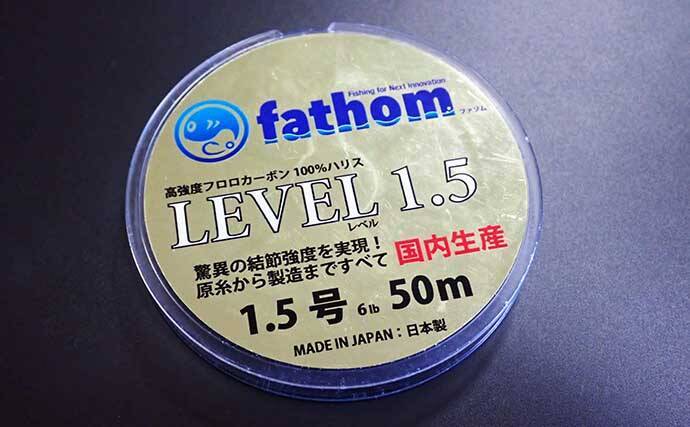 Fishing for Next Innovation
fathom.
ファソム
高強度フロロカーボン 100%ハリス
LEVEL 1.5
レベル
驚異の結節強度を実現！
原糸から製造まですべて 国内生産
1.5 号 6 lb 50m
MADE IN JAPAN：日本製